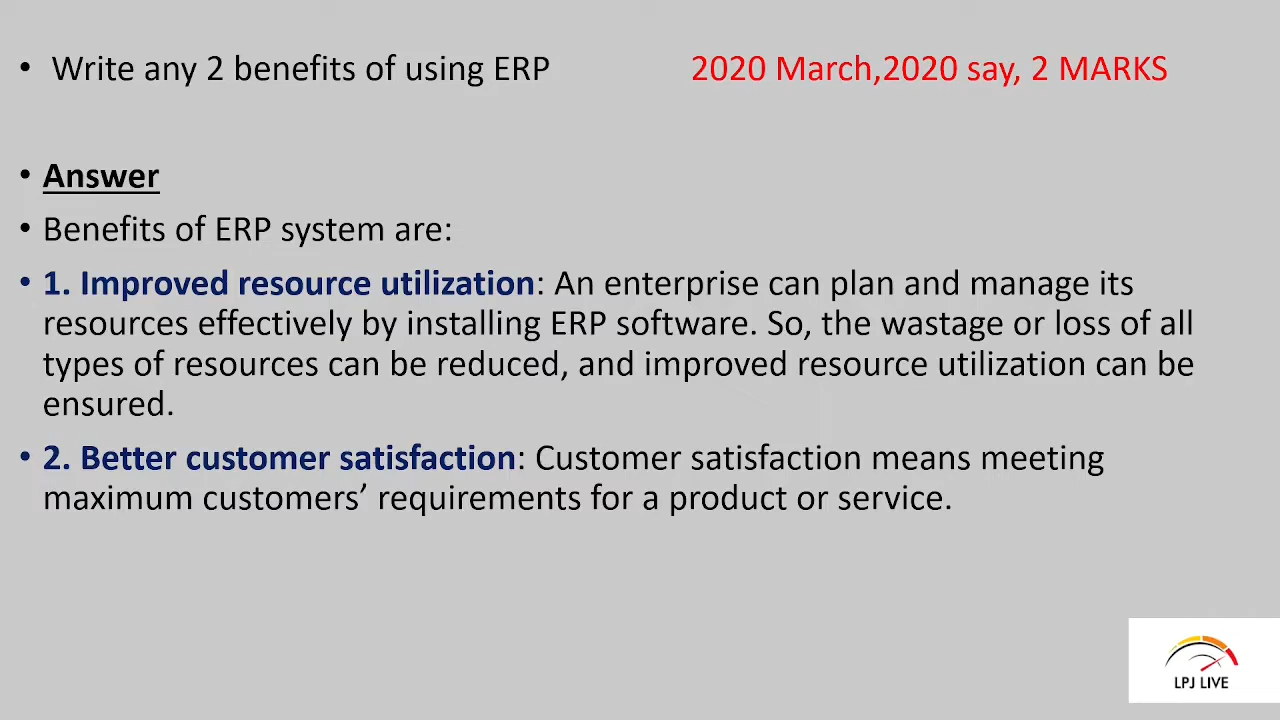 • Write any 2 benefits of using ERP 2020 March,2020 say, 2 MARKS
• Answer
• Benefits of ERP system are:
• 1. Improved resource utilization: An enterprise can plan and manage its
resources effectively by installing ERP software. So, the wastage or loss of all
types of resources can be reduced, and improved resource utilization can be
ensured.
• 2. Better customer satisfaction: Customer satisfaction means meeting
maximum customers’ requirements for a product or service.
LPJ LIVE